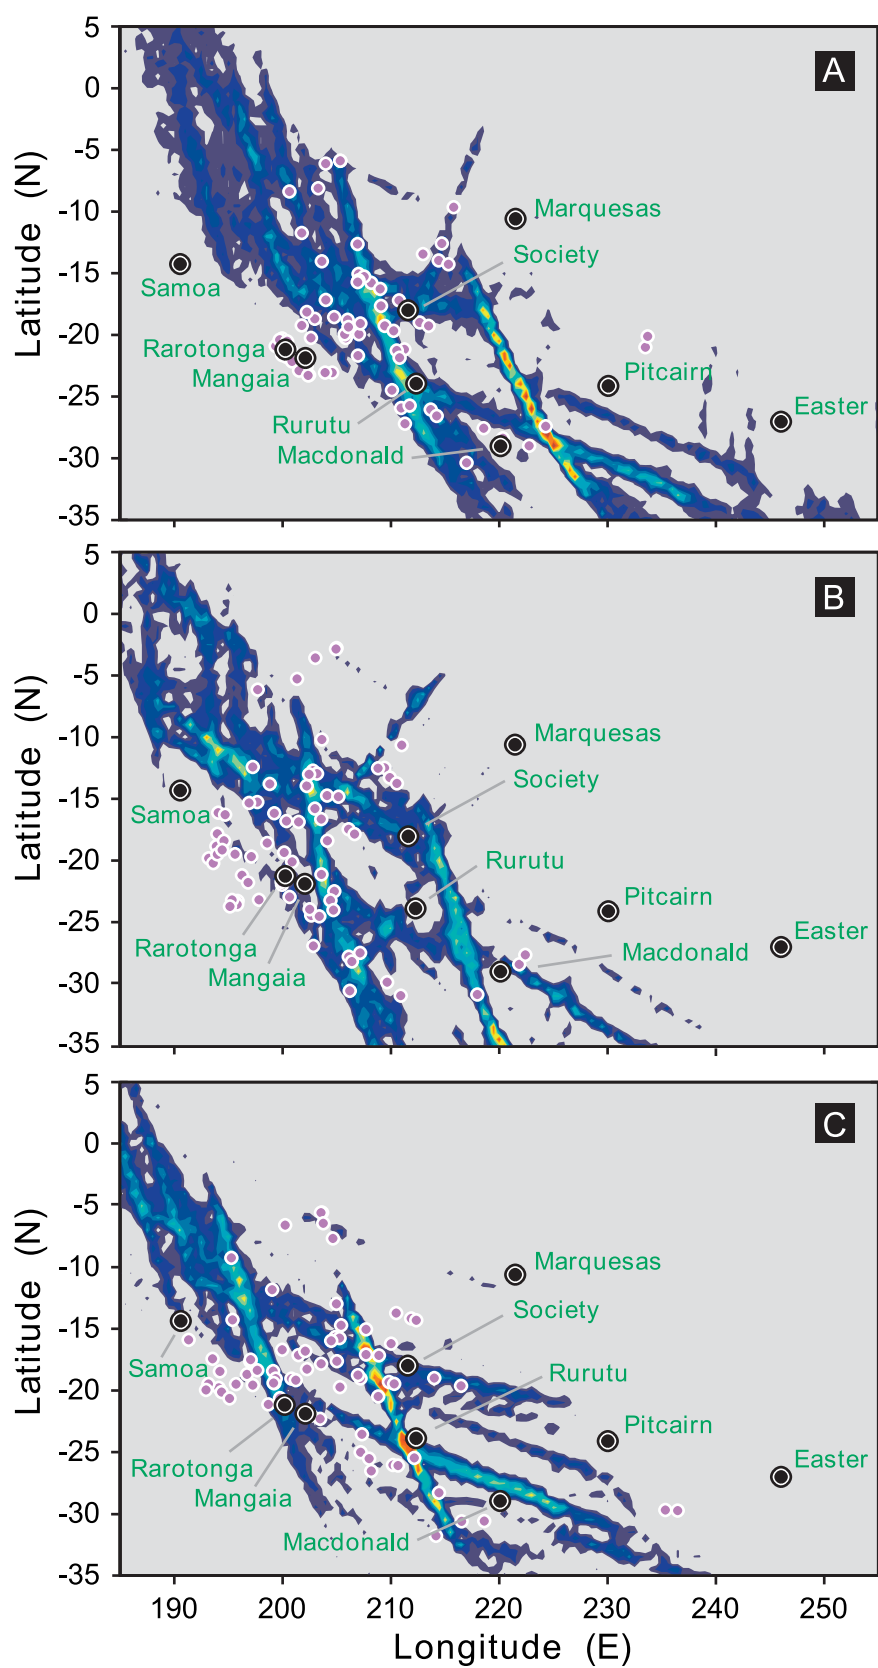 A
5
0
-5
-10
-15
-20
-25
-30
-35
Latitude (N)
Marquesas
Society
Samoa
Rarotonga
Mangaia
Pitcairn
Easter
Rurutu
Macdonald
B
5
0
-5
-10
-15
-20
-25
-30
-35
Latitude (N)
Marquesas
Society
Samoa
Rurutu
Pitcairn
Easter
Rarotonga
Macdonald
Mangaia
C
5
0
-5
-10
-15
-20
-25
-30
-35
Latitude (N)
Marquesas
Society
Samoa
Rurutu
Pitcairn
Easter
Rarotonga
Mangaia
Macdonald
190 200 210 220 230 240 250
Longitude (E)